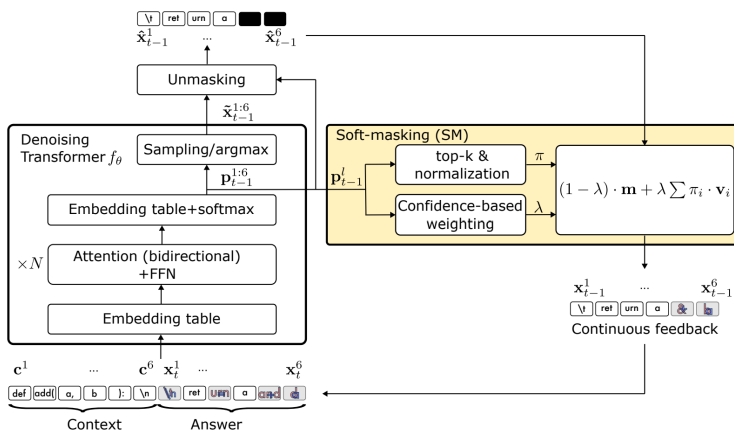 \t ret urn a
x̂¹ₜ₋₁ ... x̂⁶ₜ₋₁
Unmasking
x̃¹:⁶ₜ₋₁
Denoising
Transformer f_θ
Sampling/argmax
p¹:⁶ₜ₋₁
Embedding table+softmax
×N
Attention (bidirectional)
+FFN
Embedding table
Soft-masking (SM)
pˡₜ₋₁
top-k &
normalization
π
Confidence-based
weighting
λ
(1 − λ) · m + λ ∑ πᵢ · vᵢ
x¹ₜ₋₁ ... x⁶ₜ₋₁
\t ret urn a
Continuous feedback
c¹ ... c⁶ x¹ₜ ... x⁶ₜ
def add( a, b ): \n ret a
Context Answer